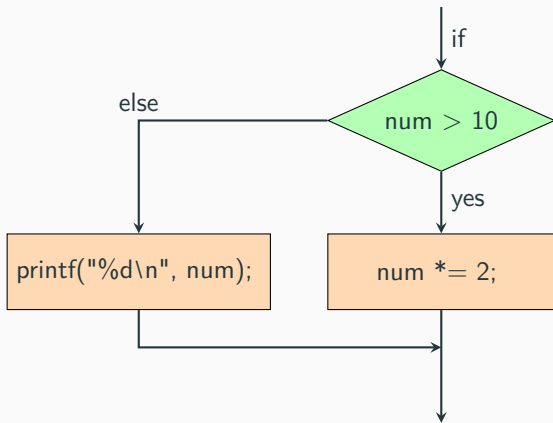 if
num > 10
else
yes
printf("%d\n", num);
num *= 2;